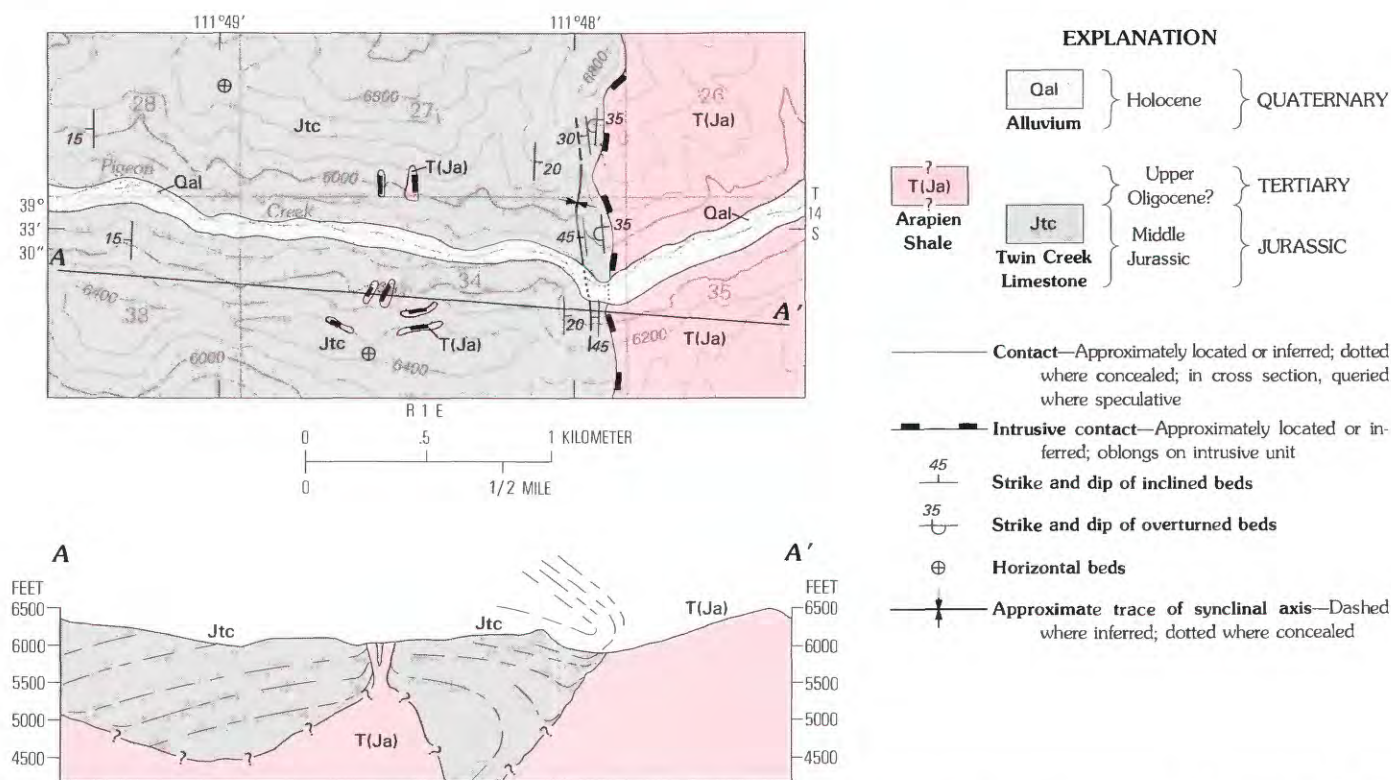 111°49′ 111°48′
28
6800
27
6800
26
T(Ja)
Jtc
15
30
35
20
T(Ja)
Pigeon
Qal
6000
Creek
39°
33′
30″
T
14
S
Qal
15
45
35
A
34
35
6400
33
20
45
A′
6200
Jtc
T(Ja)
T(Ja)
6000
6400
R 1 E
0 .5 1 KILOMETER
0 1/2 MILE
A A′
FEET FEET
6500 6500
6000 6000
5500 5500
5000 5000
4500 4500
Jtc Jtc T(Ja)
T(Ja)
? ? ? ? ? ? ? ? ? ?
EXPLANATION
Qal Holocene QUATERNARY
Alluvium
?
T(Ja)
?
Arapien
Shale
Upper
Oligocene?
TERTIARY
Jtc
Middle
Jurassic
JURASSIC
Twin Creek
Limestone
Contact—Approximately located or inferred; dotted
where concealed; in cross section, queried
where speculative
Intrusive contact—Approximately located or in-
ferred; oblongs on intrusive unit
45
Strike and dip of inclined beds
35
Strike and dip of overturned beds
Horizontal beds
Approximate trace of synclinal axis—Dashed
where inferred; dotted where concealed